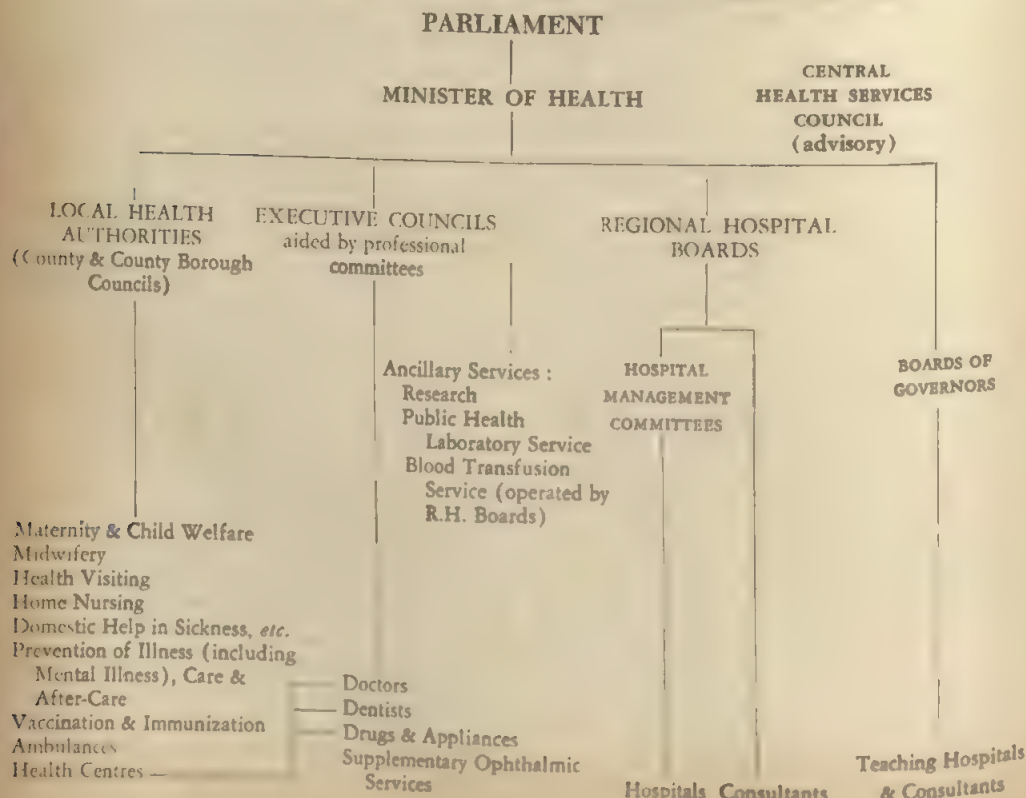 PARLIAMENT
MINISTER OF HEALTH
CENTRAL
HEALTH SERVICES
COUNCIL
(advisory)
LOCAL HEALTH
AUTHORITIES
(County & County Borough
Councils)
EXECUTIVE COUNCILS
aided by professional
committees
REGIONAL HOSPITAL
BOARDS
Ancillary Services :
Research
Public Health
Laboratory Service
Blood Transfusion
Service (operated by
R.H. Boards)
HOSPITAL
MANAGEMENT
COMMITTEES
BOARDS OF
GOVERNORS
Maternity & Child Welfare
Midwifery
Health Visiting
Home Nursing
Domestic Help in Sickness, etc.
Prevention of Illness (including
Mental Illness), Care &
After-Care
Vaccination & Immunization
Ambulances
Health Centres
Doctors
Dentists
Drugs & Appliances
Supplementary Ophthalmic
Services
Hospitals Consultants
Teaching Hospitals
& Consultants